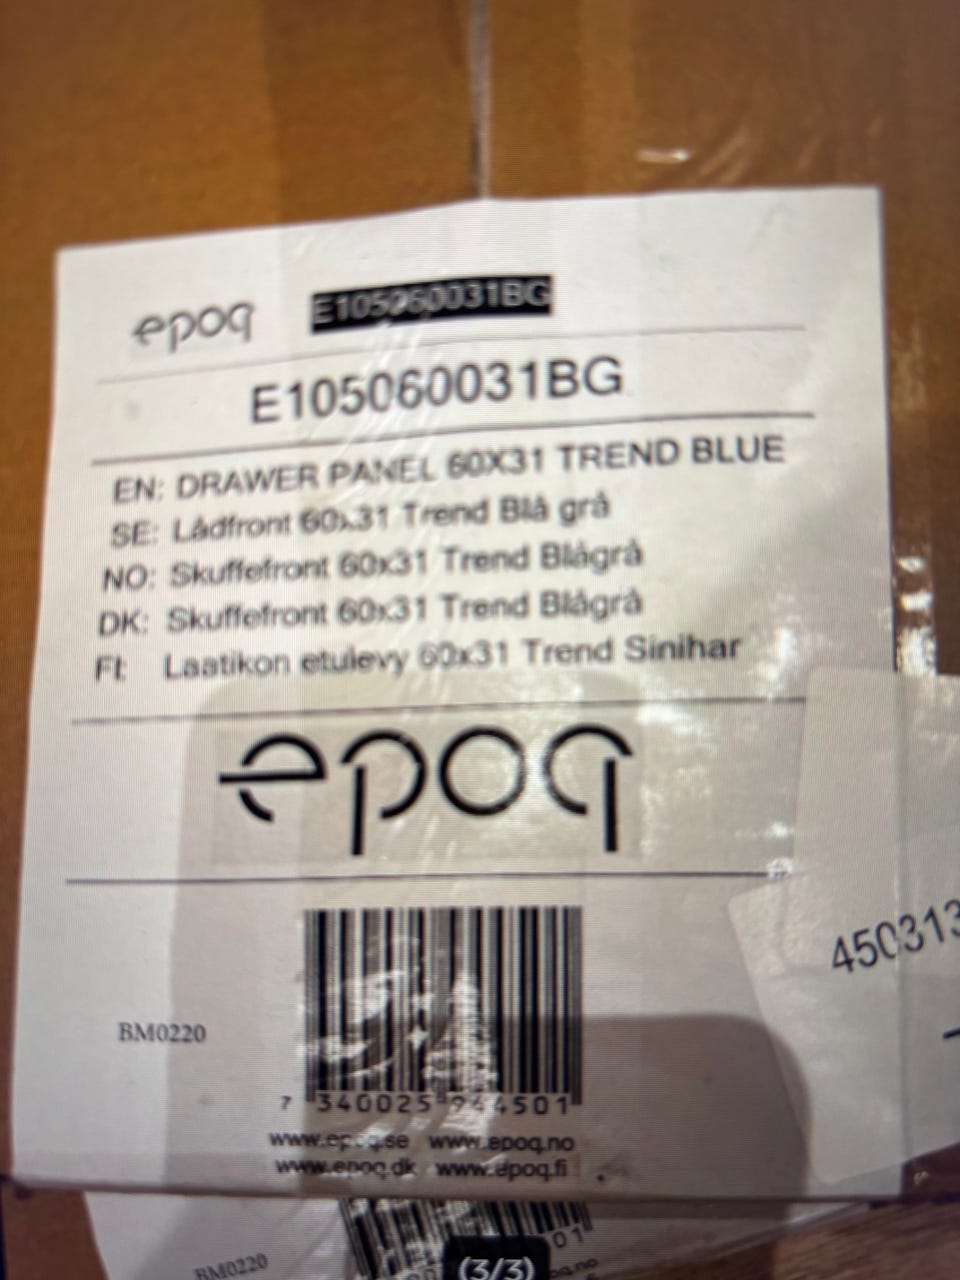 epoq E105060031BG
E105060031BG
EN: DRAWER PANEL 60X31 TREND BLUE
SE: Lådfront 60x31 Trend Blå grå
NO: Skuffefront 60x31 Trend Blågrå
DK: Skuffefront 60x31 Trend Blågrå
FI: Laatikon etulevy 60x31 Trend Sinihar
epoq
450313
BM0220
7 340025 944501
www.epoq.se www.epoq.no
www.epoq.dk www.epoq.fi
01
BM0220
(3/3)